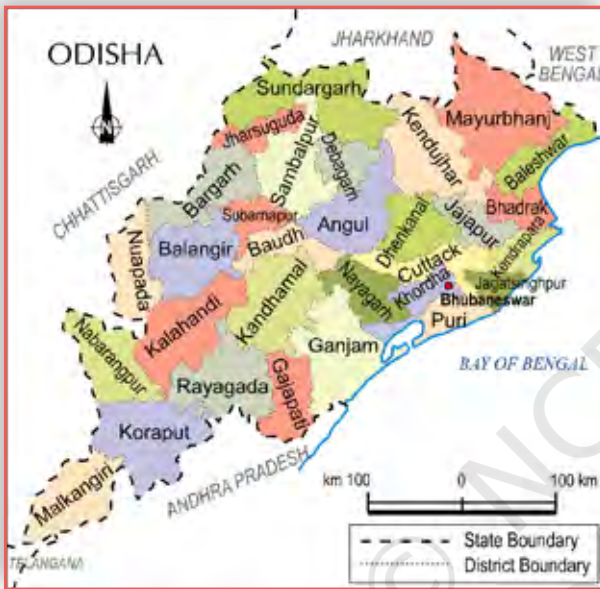 ODISHA
JHARKHAND
WEST
BENGAL
CHHATTISGARH
Sundargarh
Jharsuguda
Sambalpur
Debagarh
Kendujhar
Mayurbhanj
Baleshwar
Bhadrak
Bargarh
Subarnapur
Angul
Dhenkanal
Jajapur
Kendrapara
Nuapada
Balangir
Baudh
Cuttack
Jagatsinghpur
Nayagarh
Khordha
Bhubaneswar
Puri
Kalahandi
Kandhamal
Ganjam
BAY OF BENGAL
Nabarangpur
Rayagada
Gajapati
Koraput
ANDHRA PRADESH
Malkangiri
TELANGANA
km 100 0 100 km
State Boundary
District Boundary
© NC